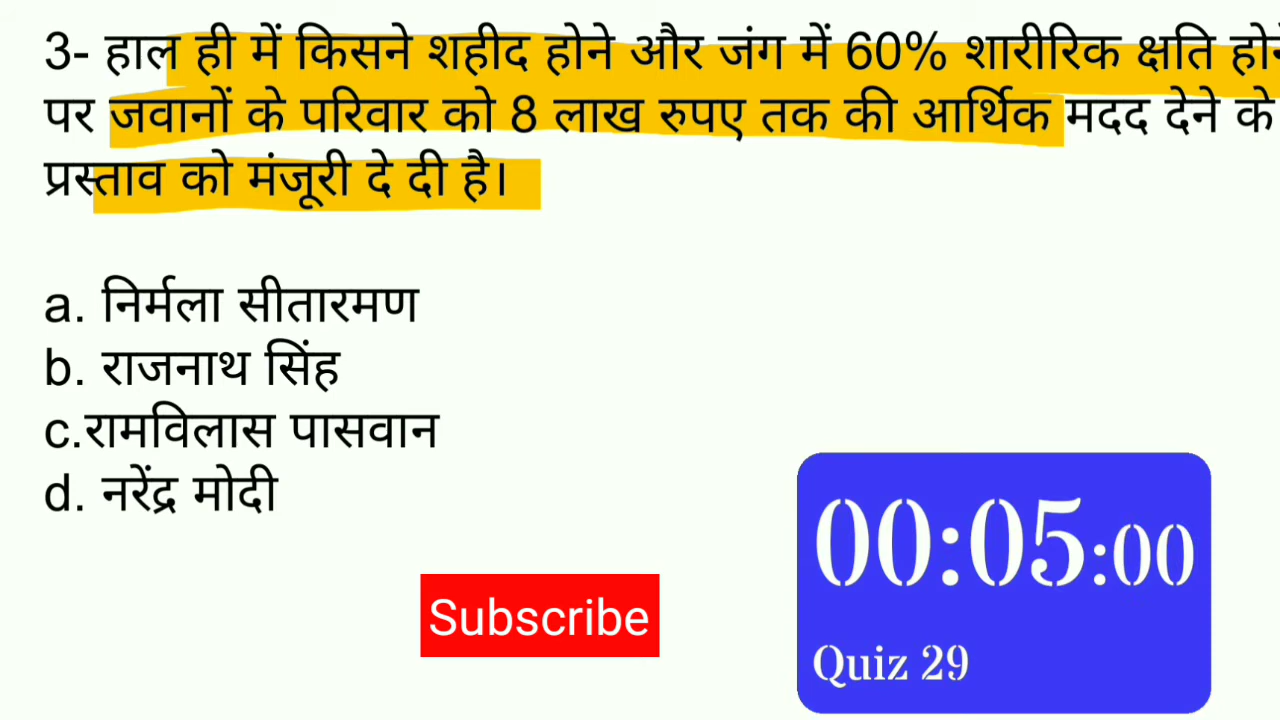 3- हाल ही में किसने शहीद होने और जंग में 60% शारीरिक क्षति
पर जवानों के परिवार को 8 लाख रुपए तक की आर्थिक मदद देने के
प्रस्ताव को मंजूरी दे दी है।
a. निर्मला सीतारमण
b. राजनाथ सिंह
c.रामविलास पासवान
d. नरेंद्र मोदी
00:05:00
Subscribe
Quiz 29